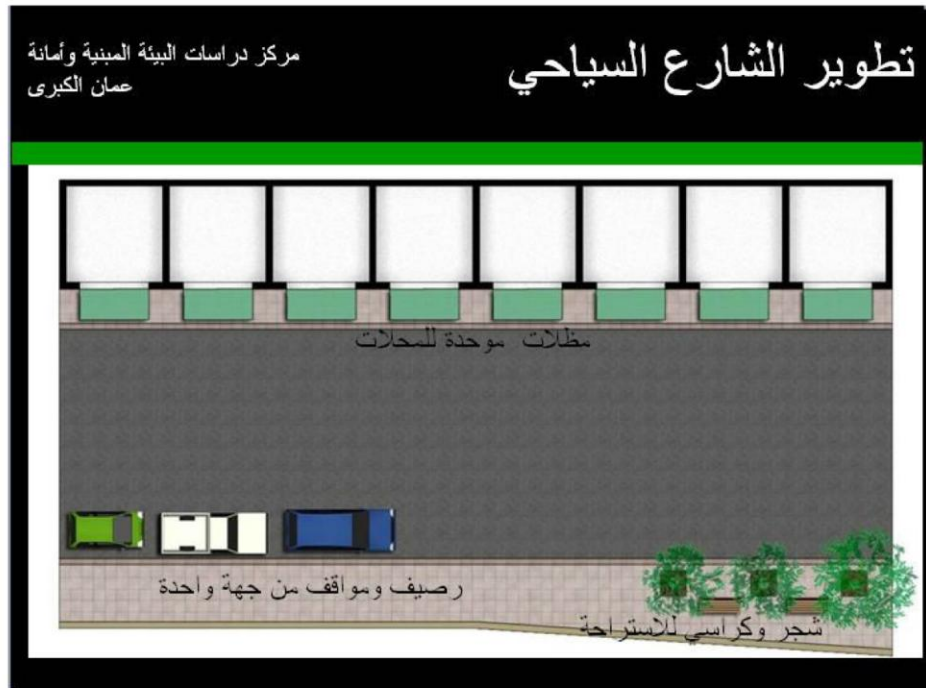 تطوير الشارع السياحي
مركز دراسات البيئة المبنية وأمانة
عمان الكبرى
مظلات موحدة للمحلات
رصيف ومواقف من جهة واحدة
شجر وكراسي للاستراحة